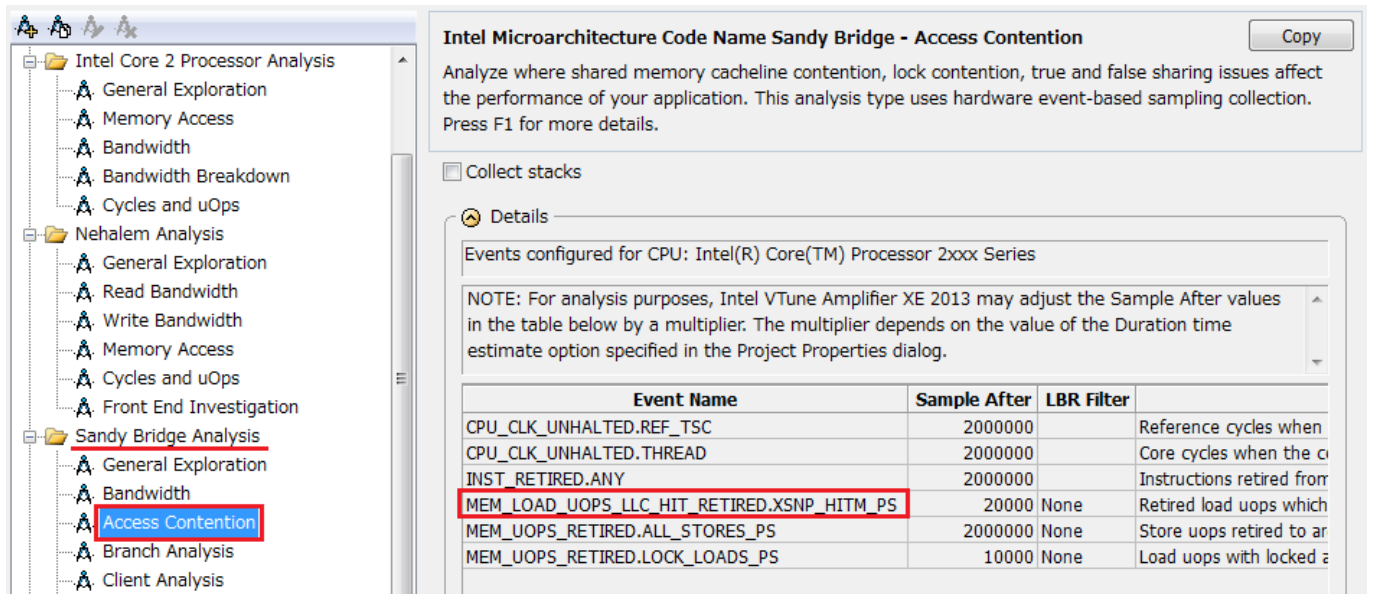 Intel Core 2 Processor Analysis
General Exploration
Memory Access
Bandwidth
Bandwidth Breakdown
Cycles and uOps
Nehalem Analysis
General Exploration
Read Bandwidth
Write Bandwidth
Memory Access
Cycles and uOps
Front End Investigation
Sandy Bridge Analysis
General Exploration
Bandwidth
Access Contention
Branch Analysis
Client Analysis
Intel Microarchitecture Code Name Sandy Bridge - Access Contention
Copy
Analyze where shared memory cacheline contention, lock contention, true and false sharing issues affect
the performance of your application. This analysis type uses hardware event-based sampling collection.
Press F1 for more details.
Collect stacks
Details
Events configured for CPU: Intel(R) Core(TM) Processor 2xxx Series
NOTE: For analysis purposes, Intel VTune Amplifier XE 2013 may adjust the Sample After values
in the table below by a multiplier. The multiplier depends on the value of the Duration time
estimate option specified in the Project Properties dialog.
Event Name Sample After LBR Filter
CPU_CLK_UNHALTED.REF_TSC 2000000 Reference cycles when
CPU_CLK_UNHALTED.THREAD 2000000 Core cycles when the co
INST_RETIRED.ANY 2000000 Instructions retired from
MEM_LOAD_UOPS_LLC_HIT_RETIRED.XSNP_HITM_PS 20000 None Retired load uops which
MEM_UOPS_RETIRED.ALL_STORES_PS 2000000 None Store uops retired to ar
MEM_UOPS_RETIRED.LOCK_LOADS_PS 10000 None Load uops with locked a